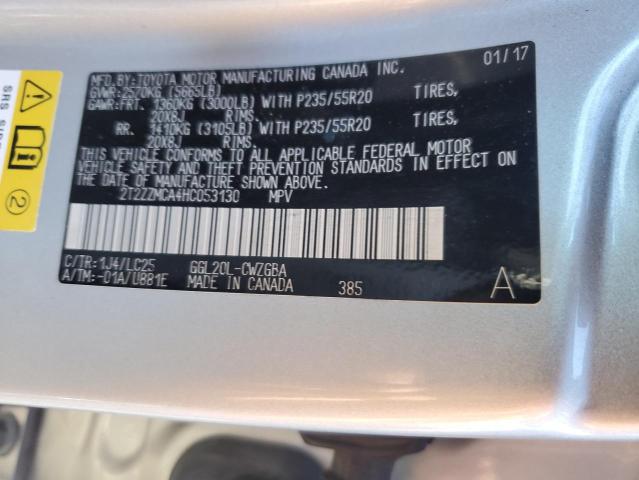 MFD.BY: TOYOTA MOTOR MANUFACTURING CANADA INC. 01/17
GVWR: 2570KG (5665LB)
GAWR: FRT. 1360KG (3000LB) WITH P235/55R20 TIRES,
20X8J RIMS.
RR. 1410KG (3105LB) WITH P235/55R20 TIRES,
20X8J RIMS.
THIS VEHICLE CONFORMS TO ALL APPLICABLE FEDERAL MOTOR
VEHICLE SAFETY AND THEFT PREVENTION STANDARDS IN EFFECT ON
THE DATE OF MANUFACTURE SHOWN ABOVE.
2T2ZZMCA4HC053130 MPV
C/TR: 1J4/LC25 GGL20L-CWZGBA
A/TM: -01A/U881E MADE IN CANADA 385 A
SRS
2